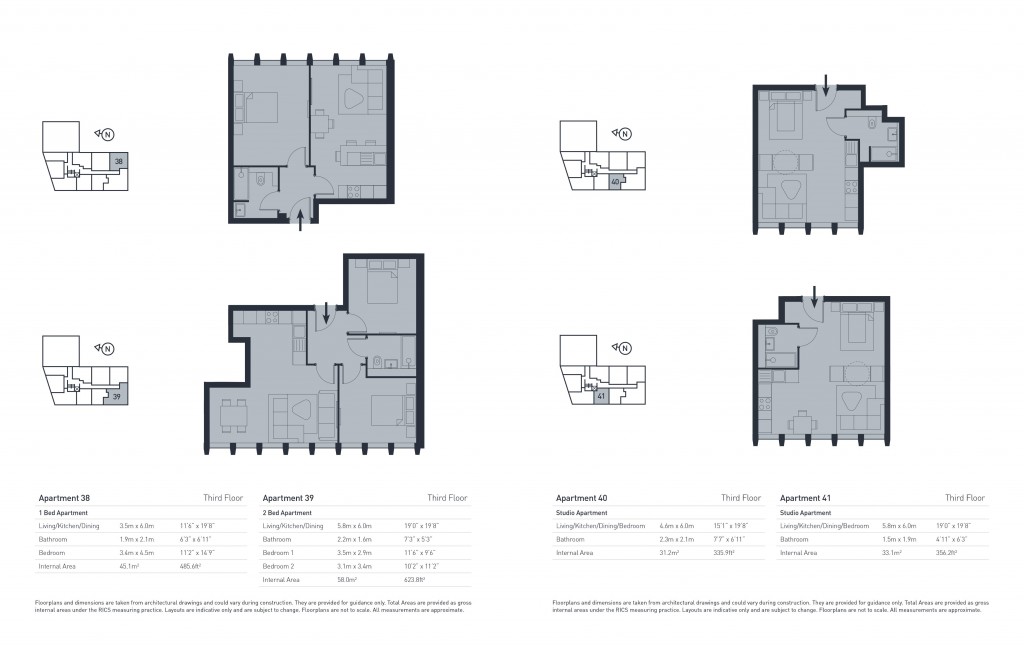 N
38
N
39
N
40
N
41
Apartment 38 Third Floor
1 Bed Apartment
Living/Kitchen/Dining 3.5m x 6.0m 11'6" x 19'8"
Bathroom 1.9m x 2.1m 6'3" x 6'11"
Bedroom 3.4m x 4.5m 11'2" x 14'9"
Internal Area 45.1m² 485.6ft²
Apartment 39 Third Floor
2 Bed Apartment
Living/Kitchen/Dining 5.8m x 6.0m 19'0" x 19'8"
Bathroom 2.2m x 1.6m 7'3" x 5'3"
Bedroom 1 3.5m x 2.9m 11'6" x 9'6"
Bedroom 2 3.1m x 3.4m 10'2" x 11'2"
Internal Area 58.0m² 623.8ft²
Floorplans and dimensions are taken from architectural drawings and could vary during construction. They are provided for guidance only. Total Areas are provided as gross
internal areas under the RICS measuring practice. Layouts are indicative only and are subject to change. Floorplans are not to scale. All measurements are approximate.
Apartment 40 Third Floor
Studio Apartment
Living/Kitchen/Dining/Bedroom 4.6m x 6.0m 15'1" x 19'8"
Bathroom 2.3m x 2.1m 7'7" x 6'11"
Internal Area 31.2m² 335.9ft²
Apartment 41 Third Floor
Studio Apartment
Living/Kitchen/Dining/Bedroom 5.8m x 6.0m 19'0" x 19'8"
Bathroom 1.5m x 1.9m 4'11" x 6'3"
Internal Area 33.1m² 356.2ft²
Floorplans and dimensions are taken from architectural drawings and could vary during construction. They are provided for guidance only. Total Areas are provided as gross
internal areas under the RICS measuring practice. Layouts are indicative only and are subject to change. Floorplans are not to scale. All measurements are approximate.